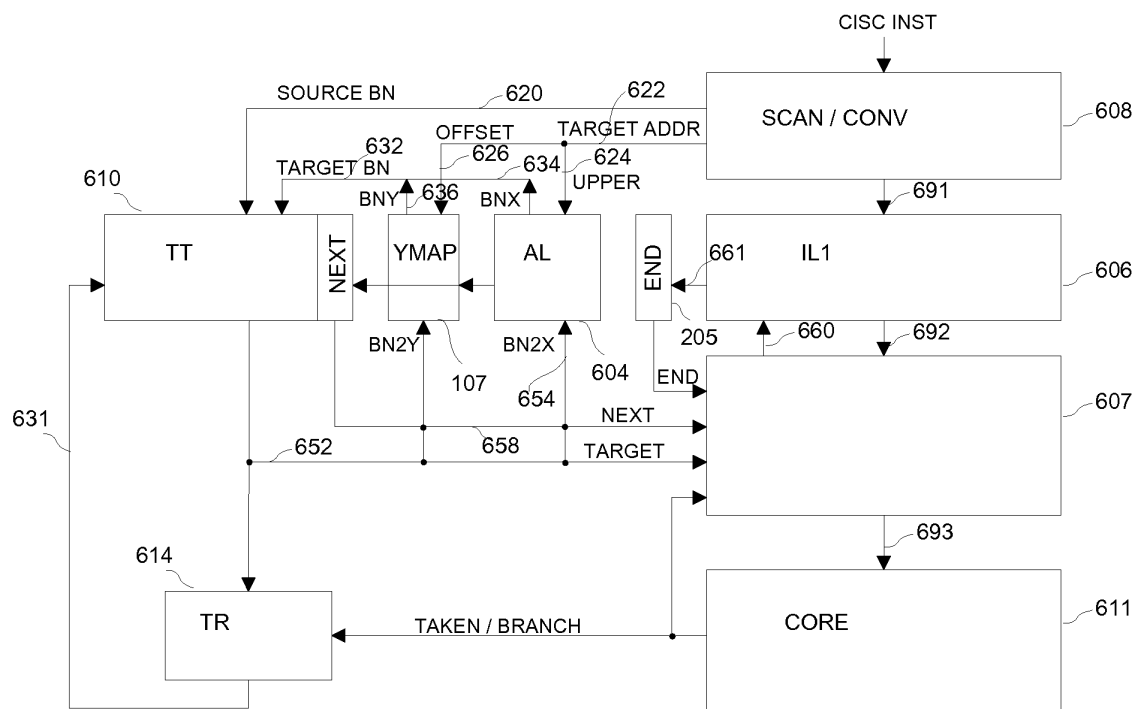 CISC INST
SOURCE BN
620
622
SCAN / CONV
608
OFFSET
TARGET ADDR
632
TARGET BN
626
634
624
UPPER
610
BNY
636
BNX
691
TT
NEXT
YMAP
AL
END
661
IL1
606
205
660
692
BN2Y
BN2X
107
604
654
END
607
631
NEXT
652
658
TARGET
693
614
TR
TAKEN / BRANCH
CORE
611